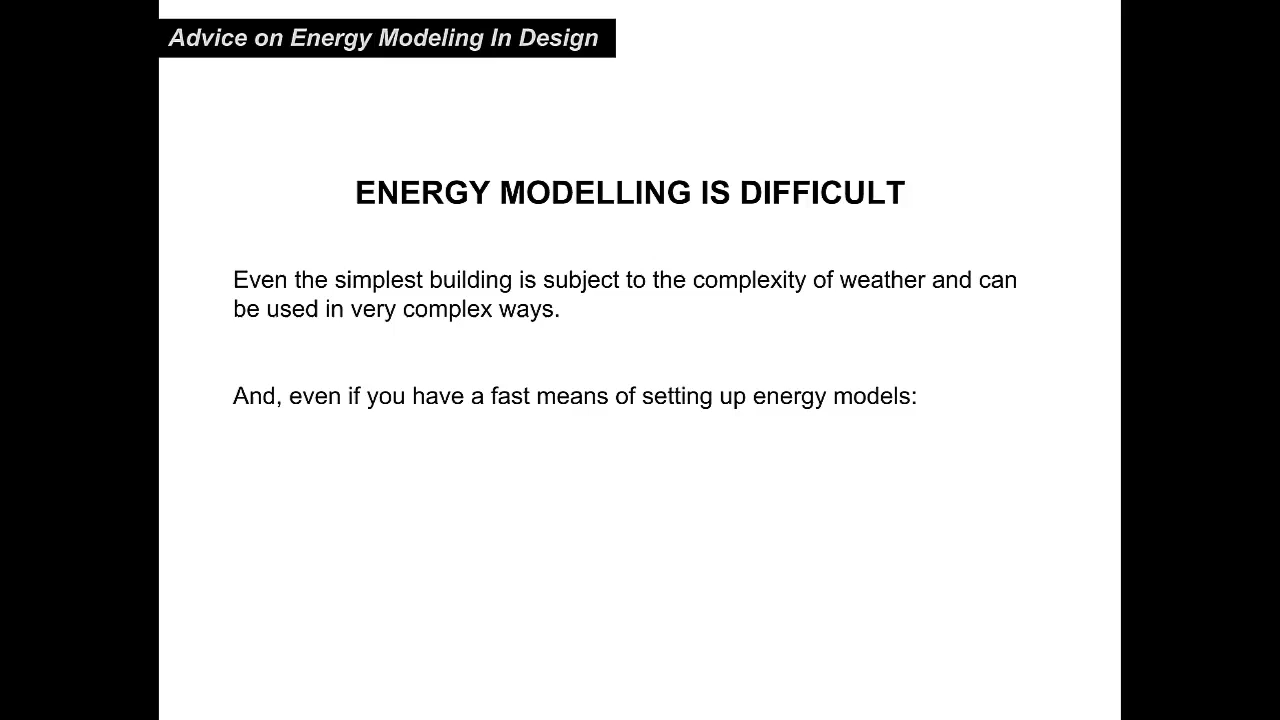 Advice on Energy Modeling In Design
ENERGY MODELLING IS DIFFICULT
Even the simplest building is subject to the complexity of weather and can
be used in very complex ways.
And, even if you have a fast means of setting up energy models: